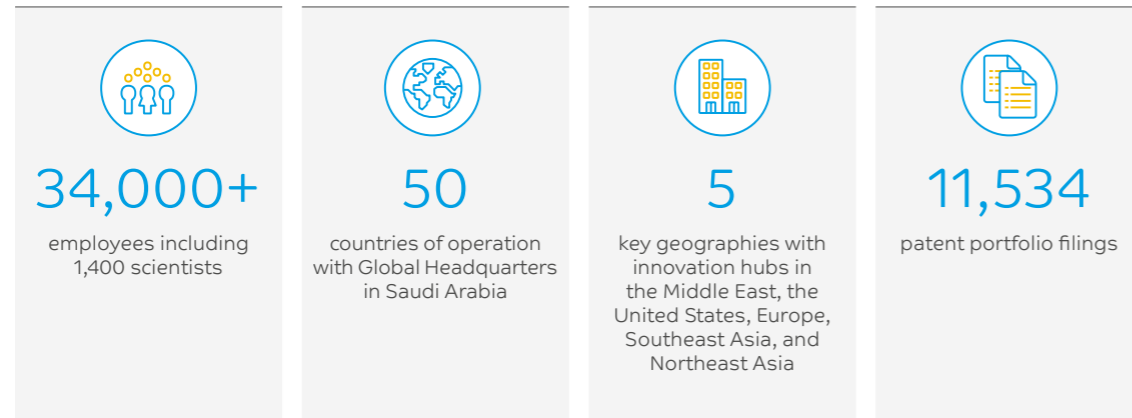 34,000+
employees including
1,400 scientists
50
countries of operation
with Global Headquarters
in Saudi Arabia
5
key geographies with
innovation hubs in
the Middle East, the
United States, Europe,
Southeast Asia, and
Northeast Asia
11,534
patent portfolio filings